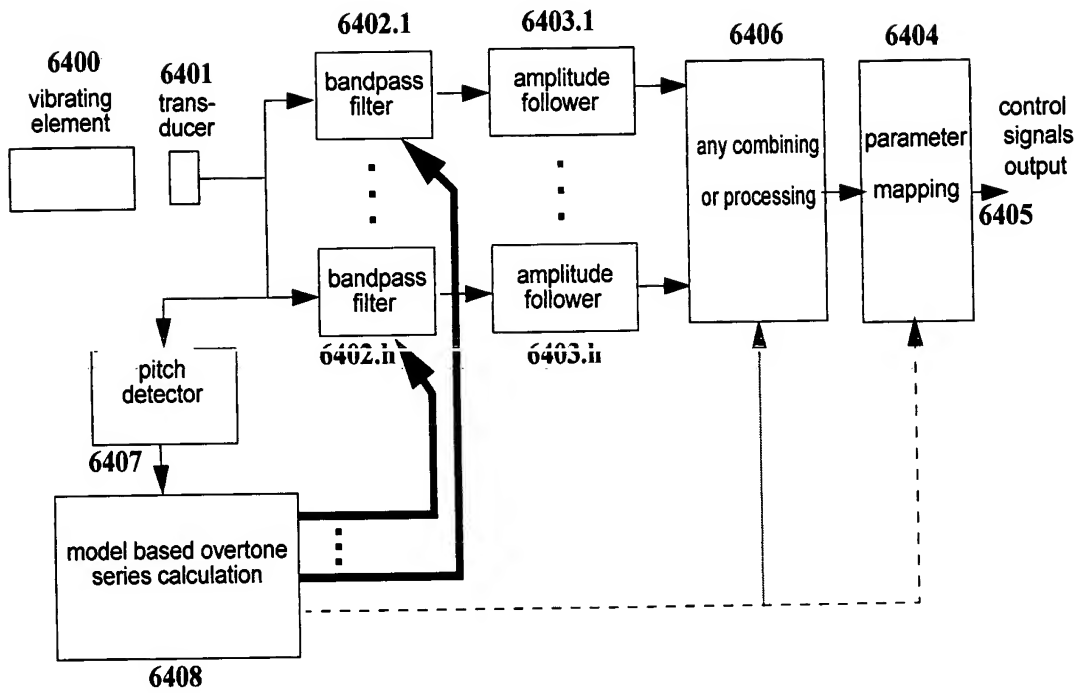 6400
vibrating
element
6401
trans-
ducer
6402.1
bandpass
filter
6403.1
amplitude
follower
6406
any combining
or processing
6404
parameter
mapping
control
signals
output
6405
bandpass
filter
6402.h
amplitude
follower
6403.h
pitch
detector
6407
model based overtone
series calculation
6408